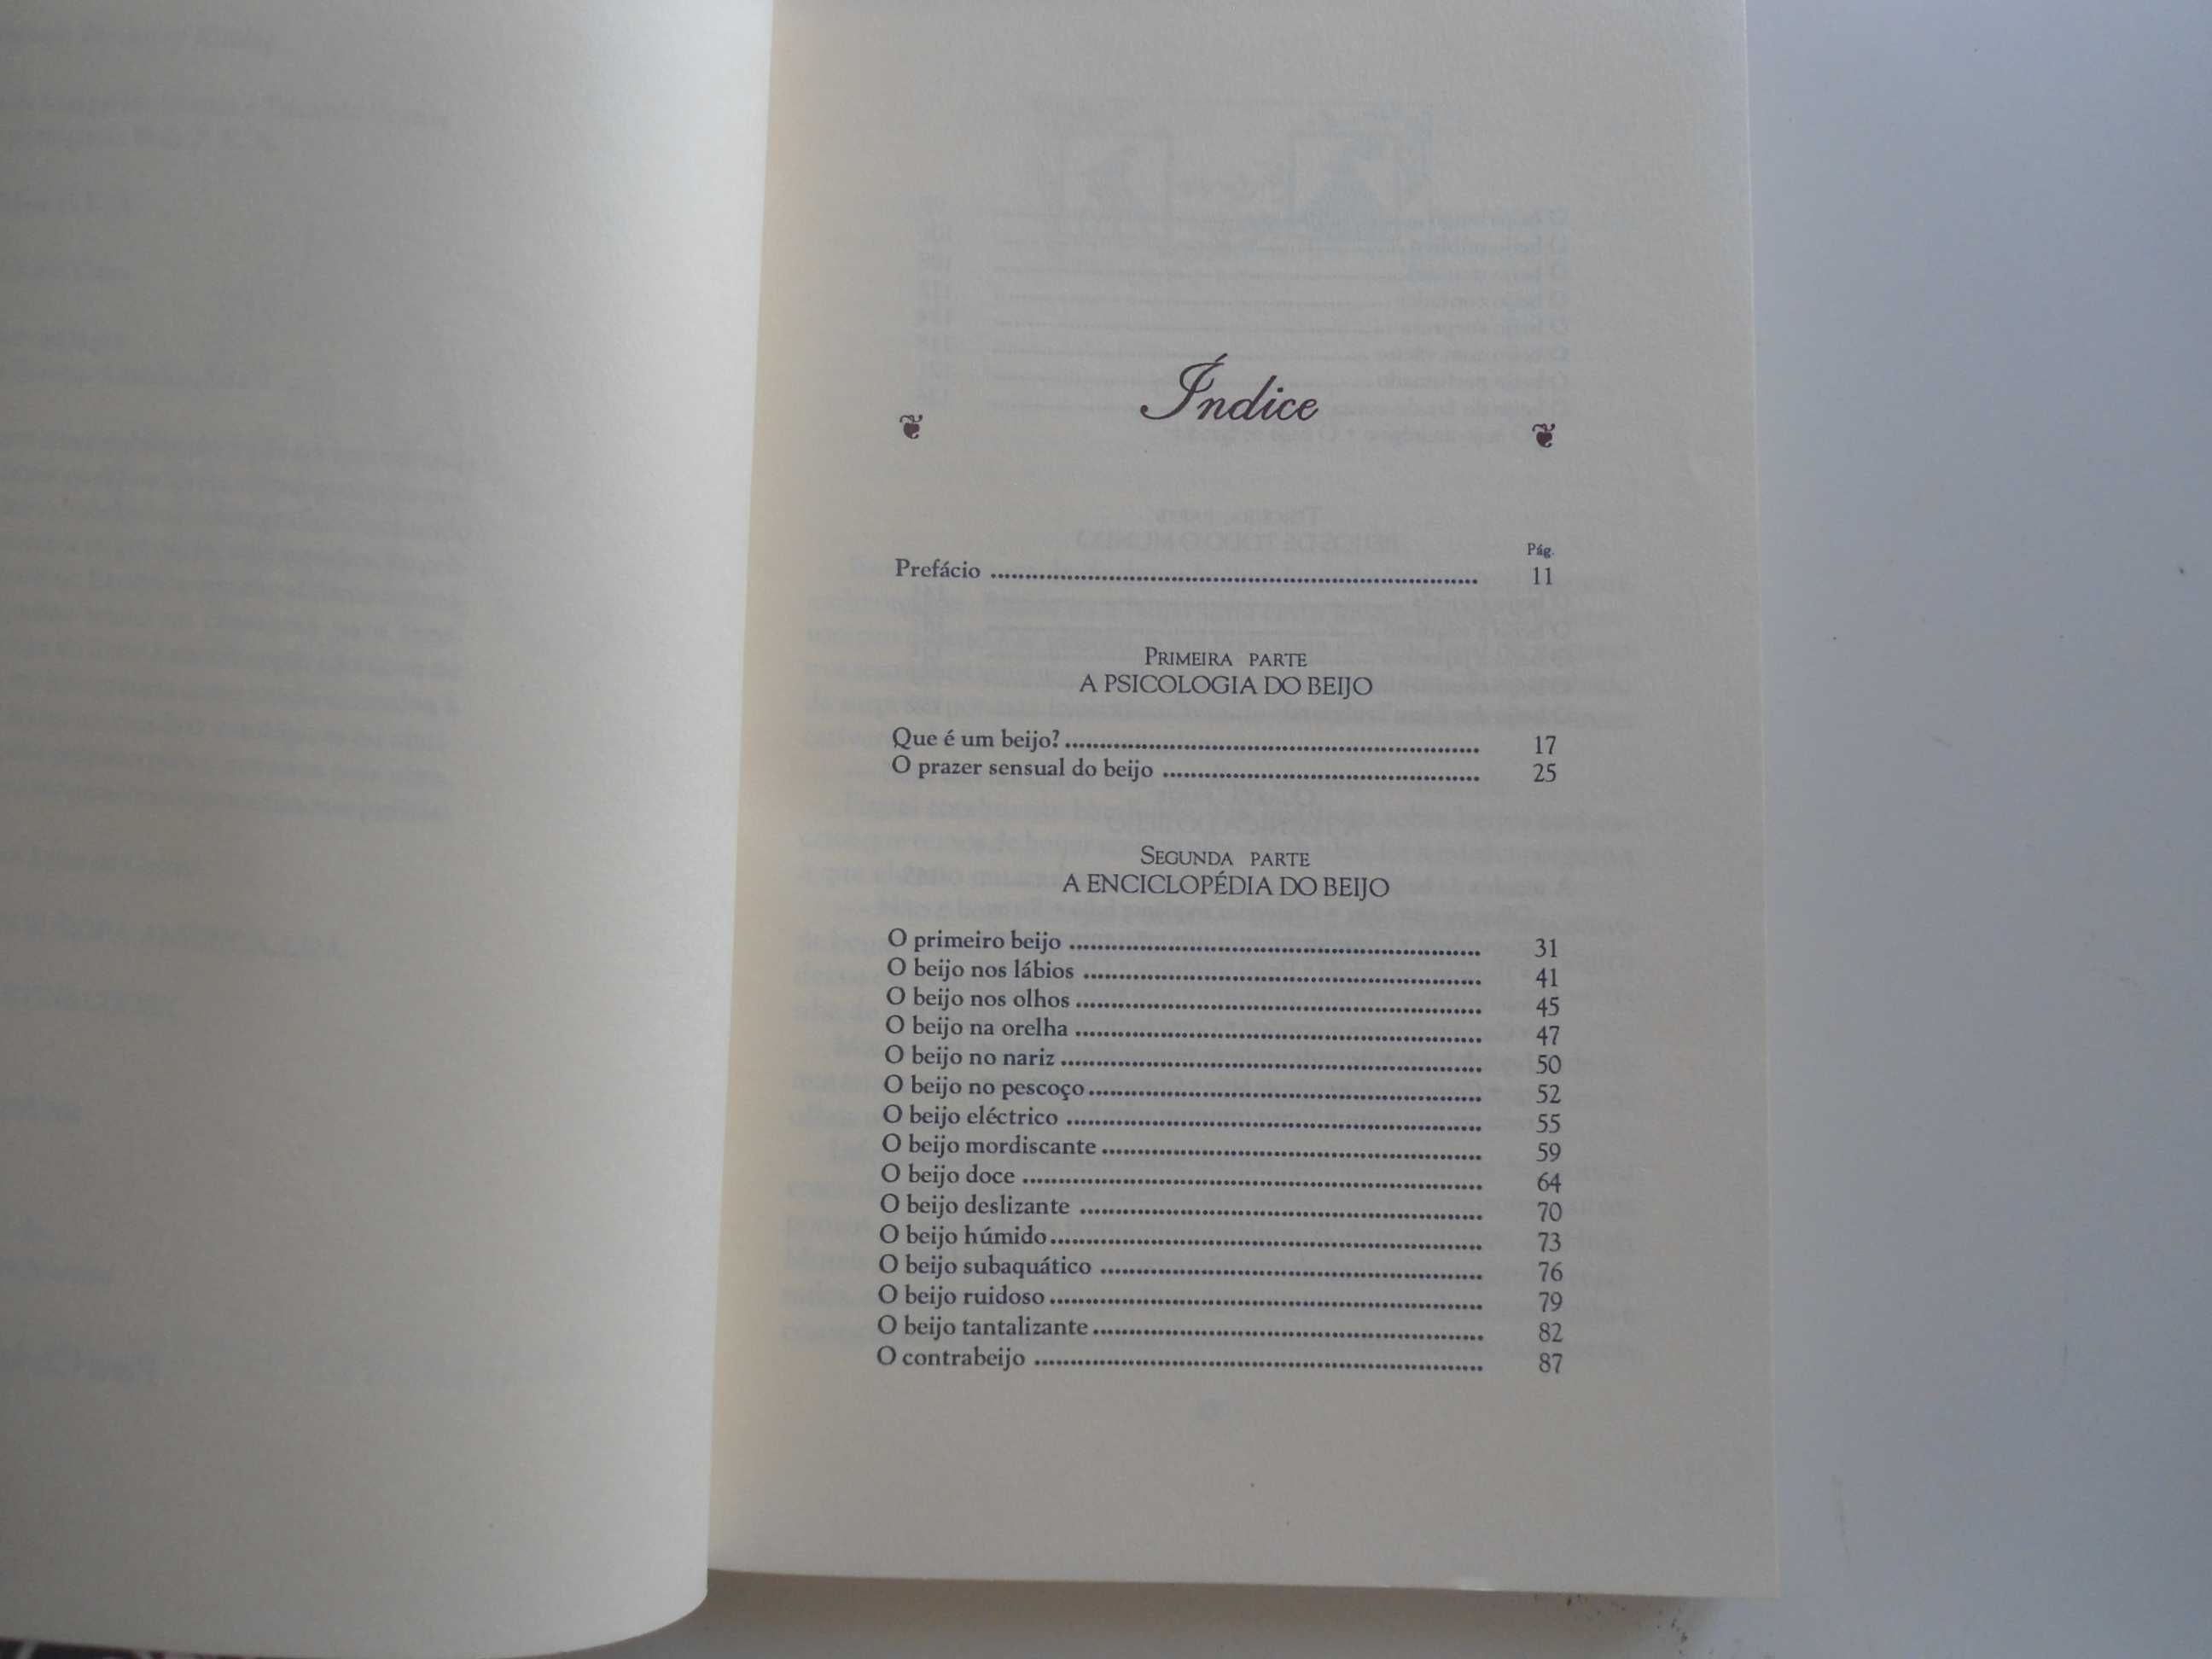 Índice
Pág.
Prefácio ........ 11
PRIMEIRA PARTE
A PSICOLOGIA DO BEIJO
Que é um beijo? ........ 17
O prazer sensual do beijo ........ 25
SEGUNDA PARTE
A ENCICLOPÉDIA DO BEIJO
O primeiro beijo ........ 31
O beijo nos lábios ........ 41
O beijo nos olhos ........ 45
O beijo na orelha ........ 47
O beijo no nariz ........ 50
O beijo no pescoço ........ 52
O beijo eléctrico ........ 55
O beijo mordiscante ........ 59
O beijo doce ........ 64
O beijo deslizante ........ 70
O beijo húmido ........ 73
O beijo subaquático ........ 76
O beijo ruidoso ........ 79
O beijo tantalizante ........ 82
O contrabeijo ........ 87